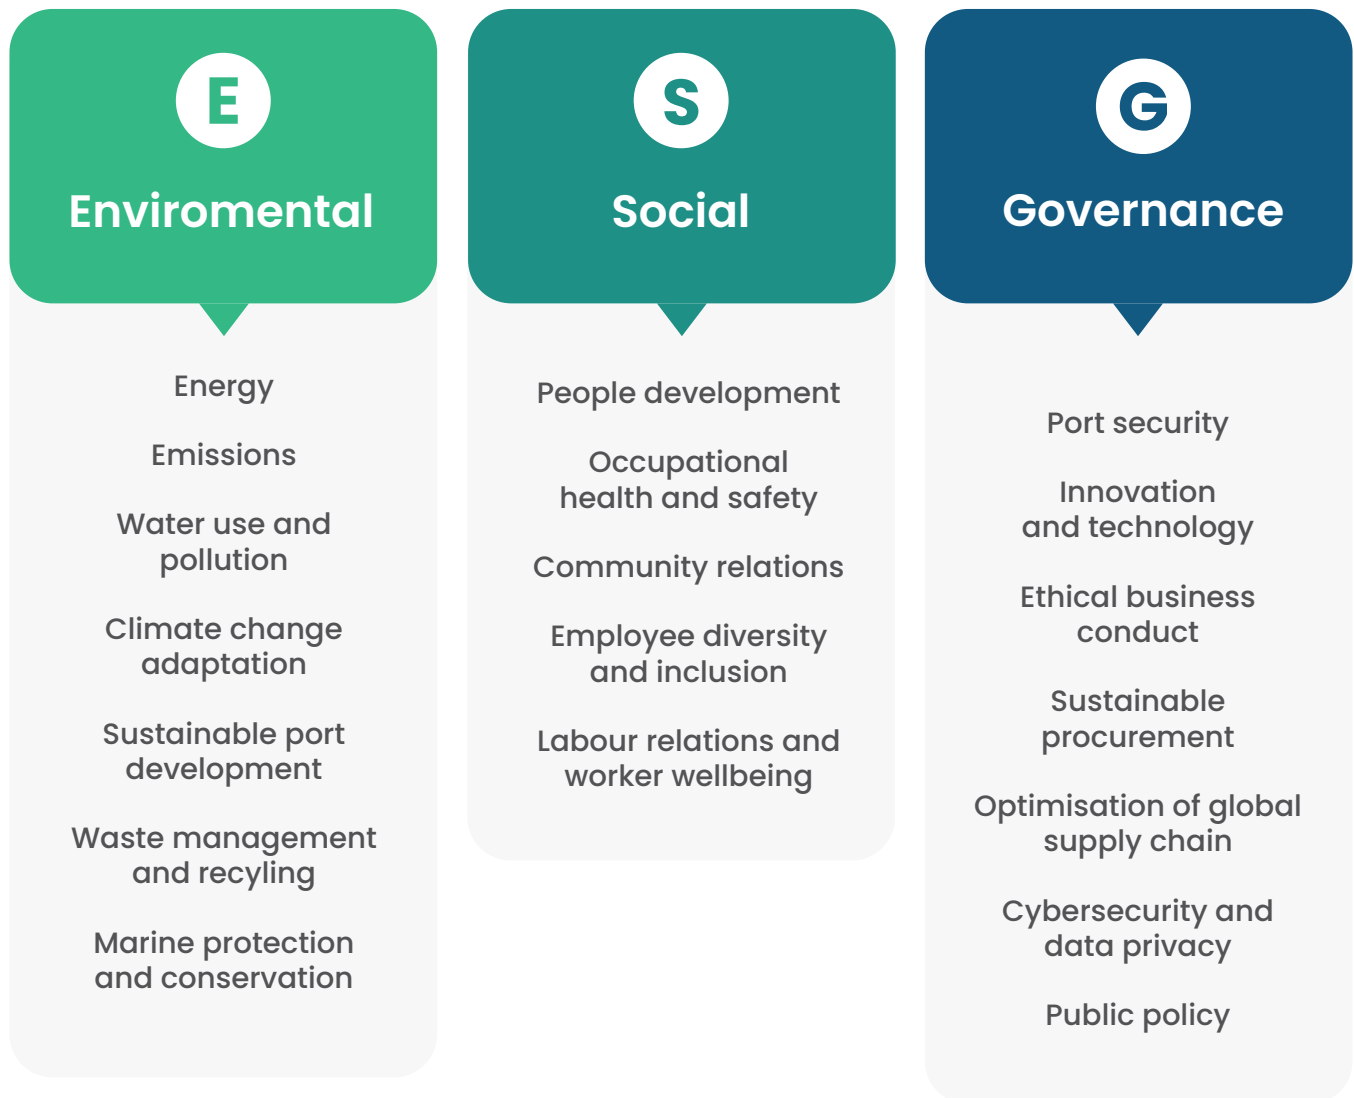 E
Enviromental
Energy
Emissions
Water use and
pollution
Climate change
adaptation
Sustainable port
development
Waste management
and recyling
Marine protection
and conservation
S
Social
People development
Occupational
health and safety
Community relations
Employee diversity
and inclusion
Labour relations and
worker wellbeing
G
Governance
Port security
Innovation
and technology
Ethical business
conduct
Sustainable
procurement
Optimisation of global
supply chain
Cybersecurity and
data privacy
Public policy